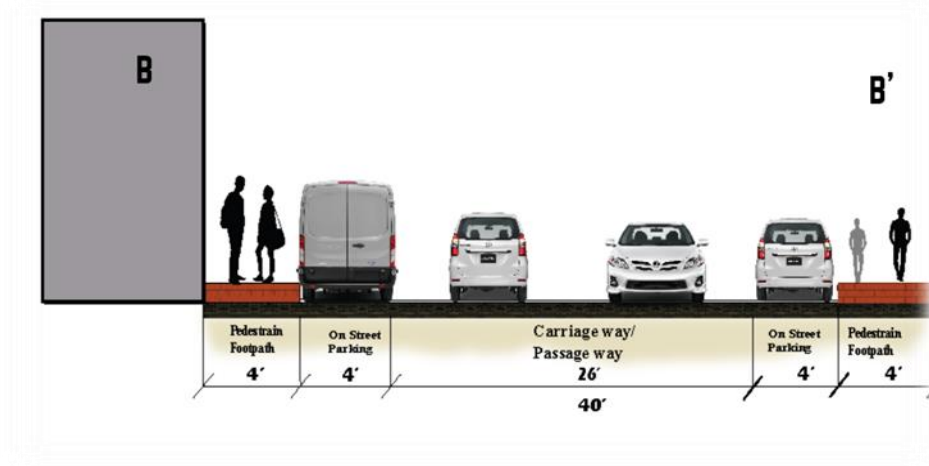 B
B'
Pedestrain
Footpath
4'
On Street
Parking
4'
Carriage way/
Passage way
26'
On Street
Parking
4'
Pedestrain
Footpath
4'
40'